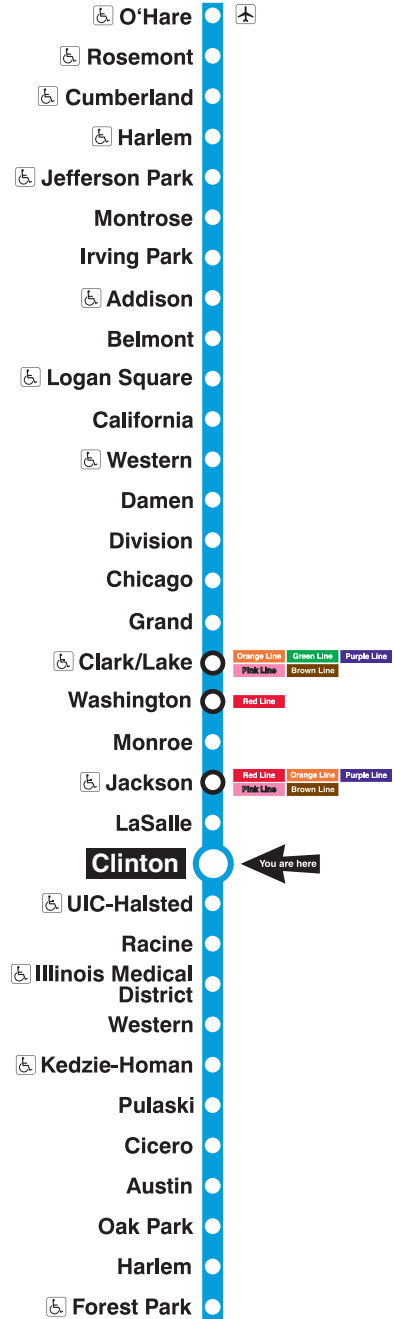 O‘Hare
Rosemont
Cumberland
Harlem
Jefferson Park
Montrose
Irving Park
Addison
Belmont
Logan Square
California
Western
Damen
Division
Chicago
Grand
Clark/Lake
Orange Line Green Line Purple Line
Pink Line Brown Line
Washington
Red Line
Monroe
Jackson
Red Line Orange Line Purple Line
Pink Line Brown Line
LaSalle
Clinton
You are here
UIC-Halsted
Racine
Illinois Medical
District
Western
Kedzie-Homan
Pulaski
Cicero
Austin
Oak Park
Harlem
Forest Park